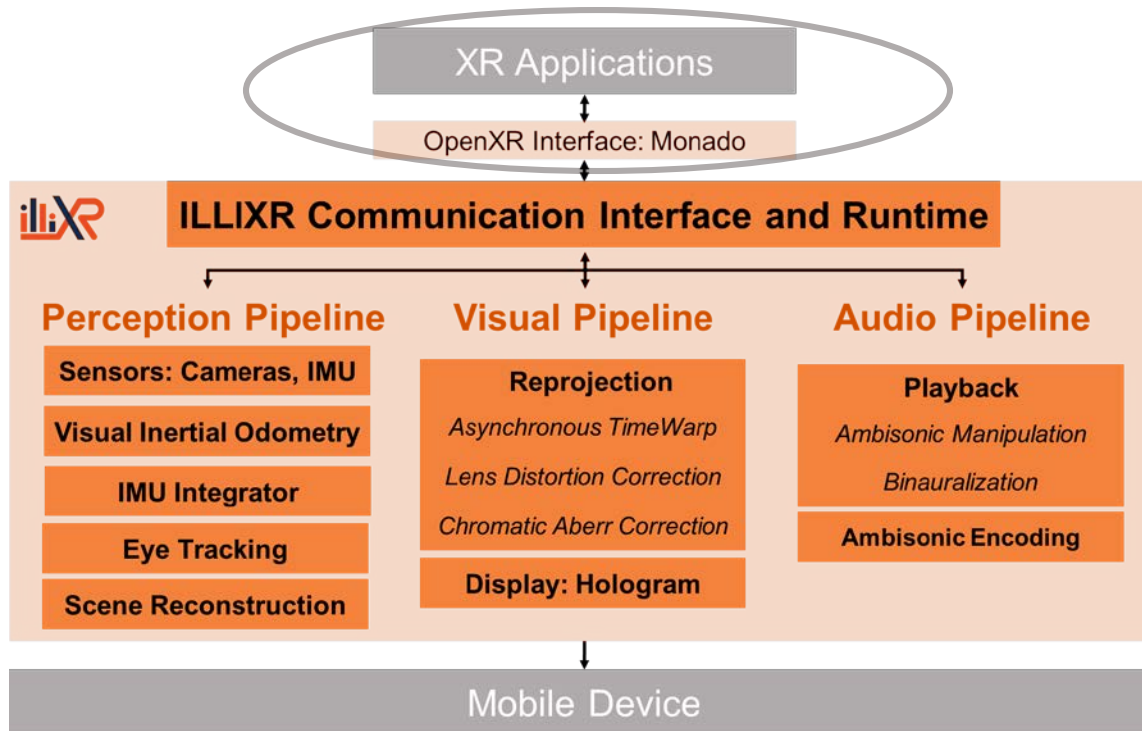 XR Applications
OpenXR Interface: Monado
illiXR
ILLIXR Communication Interface and Runtime
Perception Pipeline
Sensors: Cameras, IMU
Visual Inertial Odometry
IMU Integrator
Eye Tracking
Scene Reconstruction
Visual Pipeline
Reprojection
Asynchronous TimeWarp
Lens Distortion Correction
Chromatic Aberr Correction
Display: Hologram
Audio Pipeline
Playback
Ambisonic Manipulation
Binauralization
Ambisonic Encoding
Mobile Device